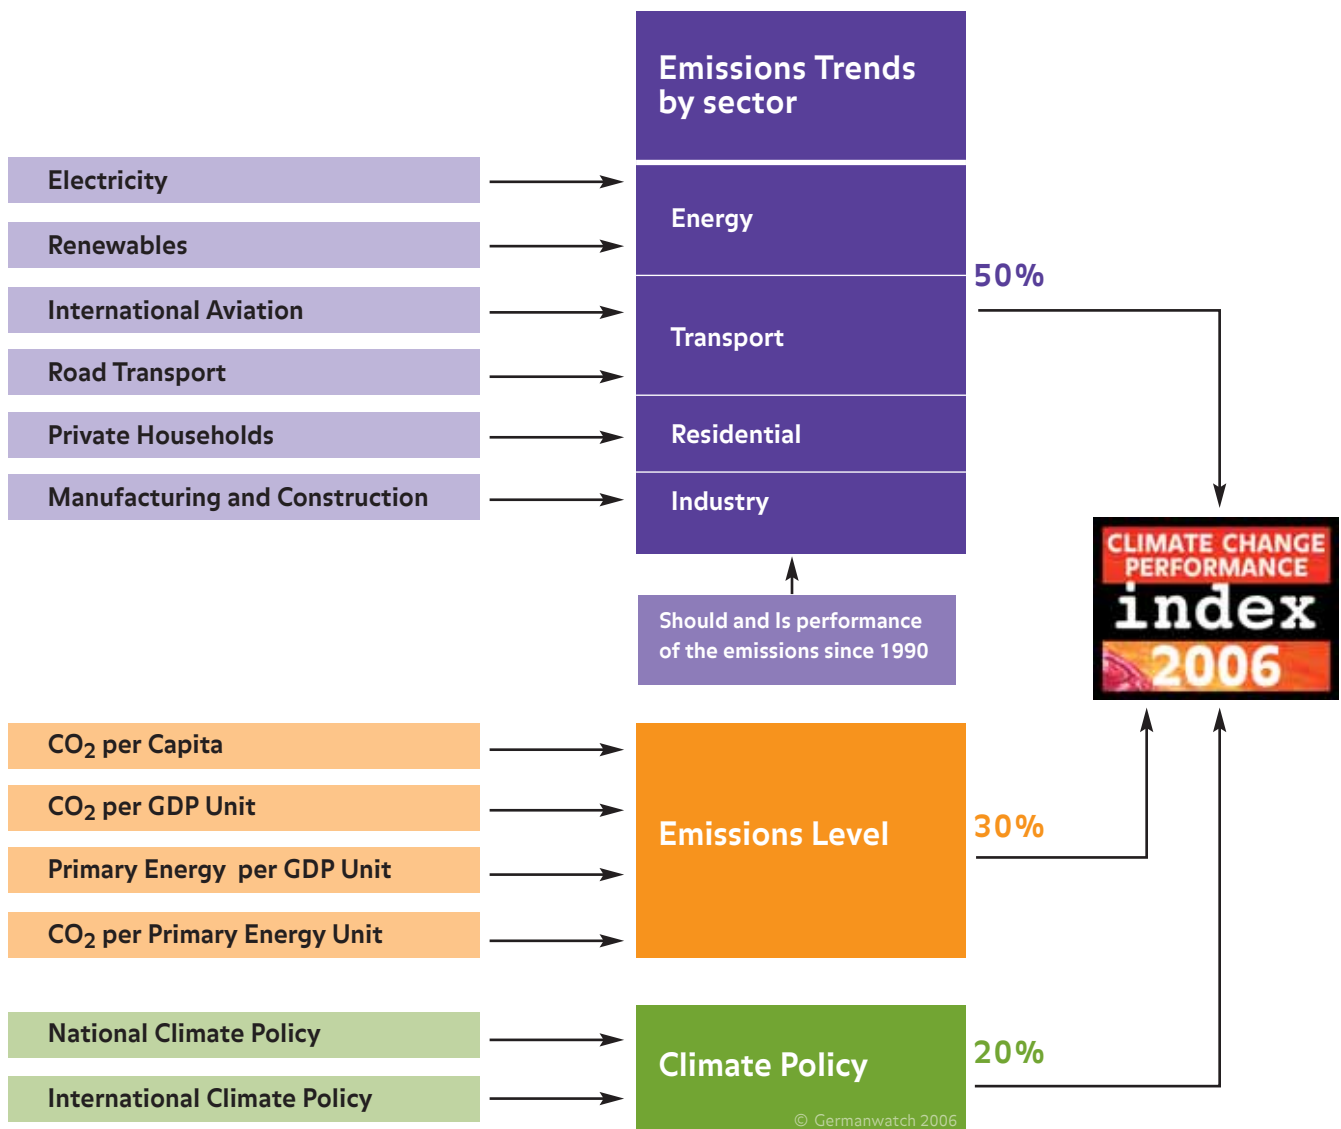 Emissions Trends
by sector
Electricity
Renewables
International Aviation
Road Transport
Private Households
Manufacturing and Construction
Energy
Transport
Residential
Industry
50%
Should and Is performance
of the emissions since 1990
CLIMATE CHANGE
PERFORMANCE
index
2006
CO₂ per Capita
CO₂ per GDP Unit
Primary Energy per GDP Unit
CO₂ per Primary Energy Unit
Emissions Level
30%
National Climate Policy
International Climate Policy
Climate Policy
20%
© Germanwatch 2006